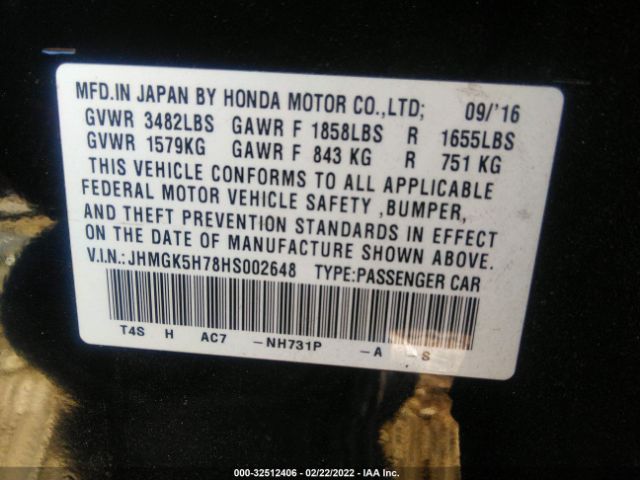 MFD.IN JAPAN BY HONDA MOTOR CO.,LTD; 09/'16
GVWR 3482LBS GAWR F 1858LBS R 1655LBS
GVWR 1579KG GAWR F 843 KG R 751 KG
THIS VEHICLE CONFORMS TO ALL APPLICABLE
FEDERAL MOTOR VEHICLE SAFETY ,BUMPER,
AND THEFT PREVENTION STANDARDS IN EFFECT
ON THE DATE OF MANUFACTURE SHOWN ABOVE.
V.I.N.: JHMGK5H78HS002648 TYPE:PASSENGER CAR
T4S H AC7 -NH731P -A -S
000-32512406 - 02/22/2022 - IAA Inc.